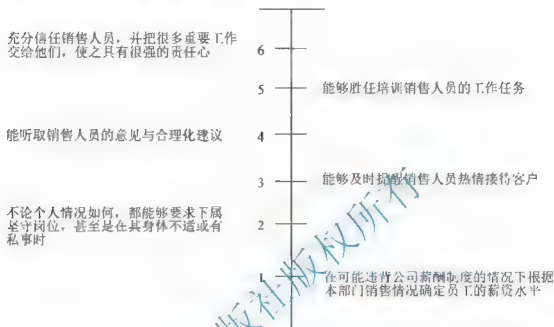 充分信任销售人员，并把很多重要工作
交给他们，使之具有很强的责任心
6
5
能够胜任培训销售人员的工作任务
能听取销售人员的意见与合理化建议
4
3
能够及时提醒销售人员热情接待客户
不论个人情况如何，都能够要求下属
坚守岗位，甚至是在其身体不适或有
私事时
2
1
在可能违背公司薪酬制度的情况下根据
本部门销售情况确定员工的薪资水平
版社版权所有